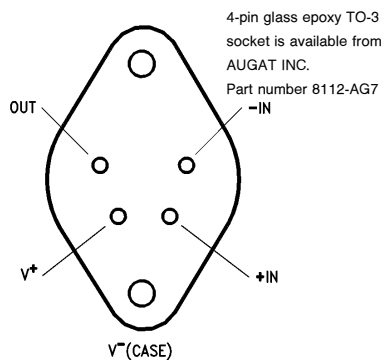 4-pin glass epoxy TO-3
socket is available from
AUGAT INC.
Part number 8112-AG7
OUT
-IN
V+
+IN
V-(CASE)